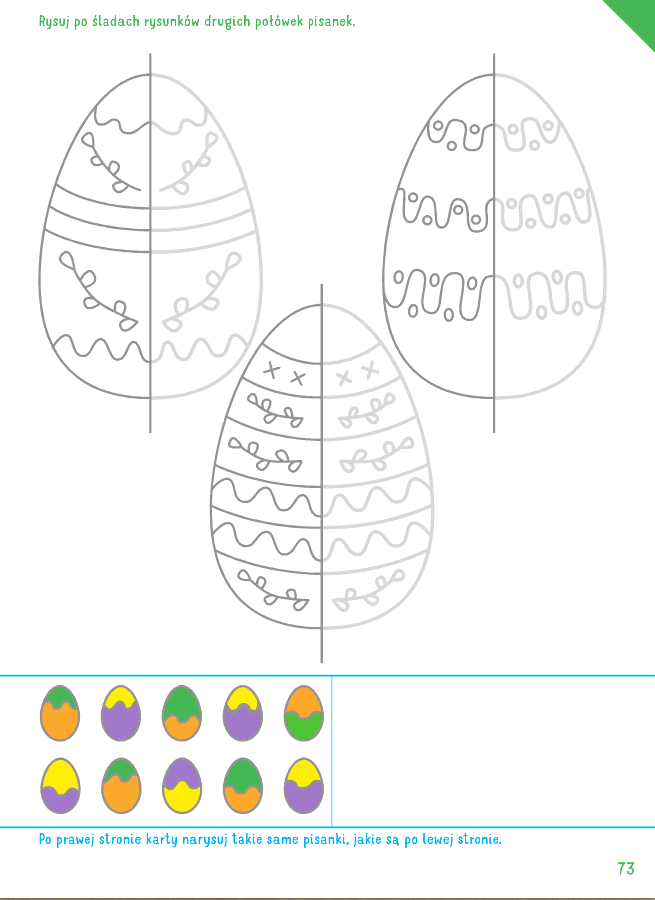 Rysuj po śladach rysunków drugich połówek pisanek.
Po prawej stronie karty narysuj takie same pisanki, jakie są po lewej stronie.
73